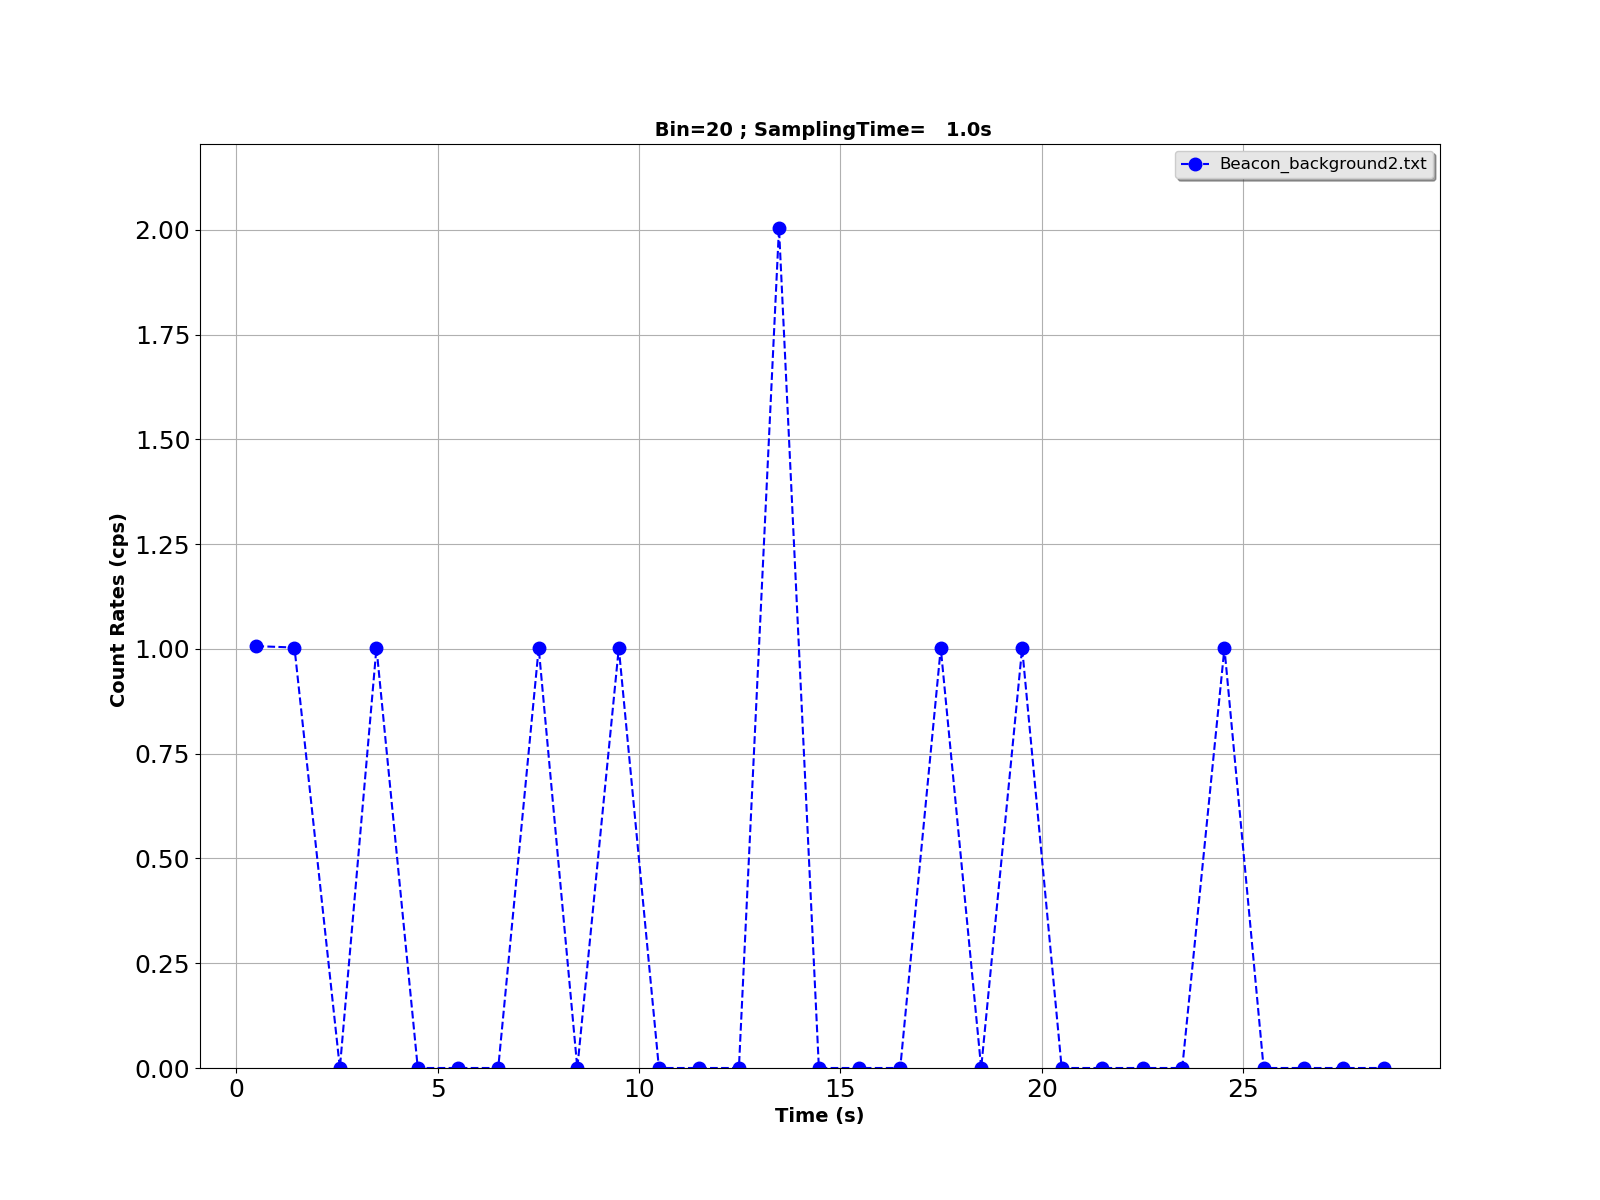 Bin=20 ; SamplingTime=   1.0s
Beacon_background2.txt
Count Rates (cps)
2.00
1.75
1.50
1.25
1.00
0.75
0.50
0.25
0.00
0 5 10 15 20 25
Time (s)